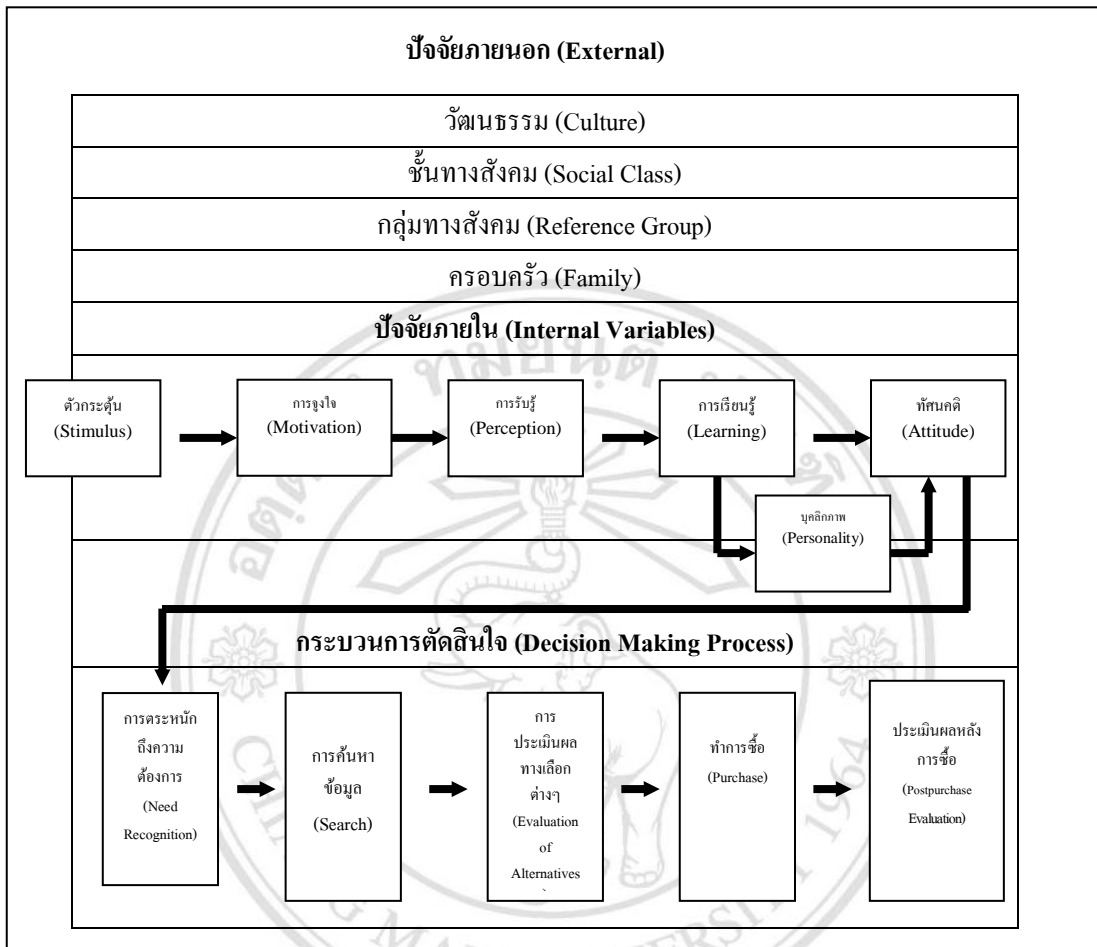 ปัจจัยภายนอก (External)
วัฒนธรรม (Culture)
ชั้นทางสังคม (Social Class)
กลุ่มทางสังคม (Reference Group)
ครอบครัว (Family)
ปัจจัยภายใน (Internal Variables)
ตัวกระตุ้น
(Stimulus)
การจูงใจ
(Motivation)
การรับรู้
(Perception)
การเรียนรู้
(Learning)
ทัศนคติ
(Attitude)
บุคลิกภาพ
(Personality)
กระบวนการตัดสินใจ (Decision Making Process)
การตระหนัก
ถึงความ
ต้องการ
(Need
Recognition)
การค้นหา
ข้อมูล
(Search)
การ
ประเมินผล
ทางเลือก
ต่างๆ
(Evaluation
of
Alternatives
ทำการซื้อ
(Purchase)
ประเมินผลหลัง
การซื้อ
(Postpurchase
Evaluation)
1964